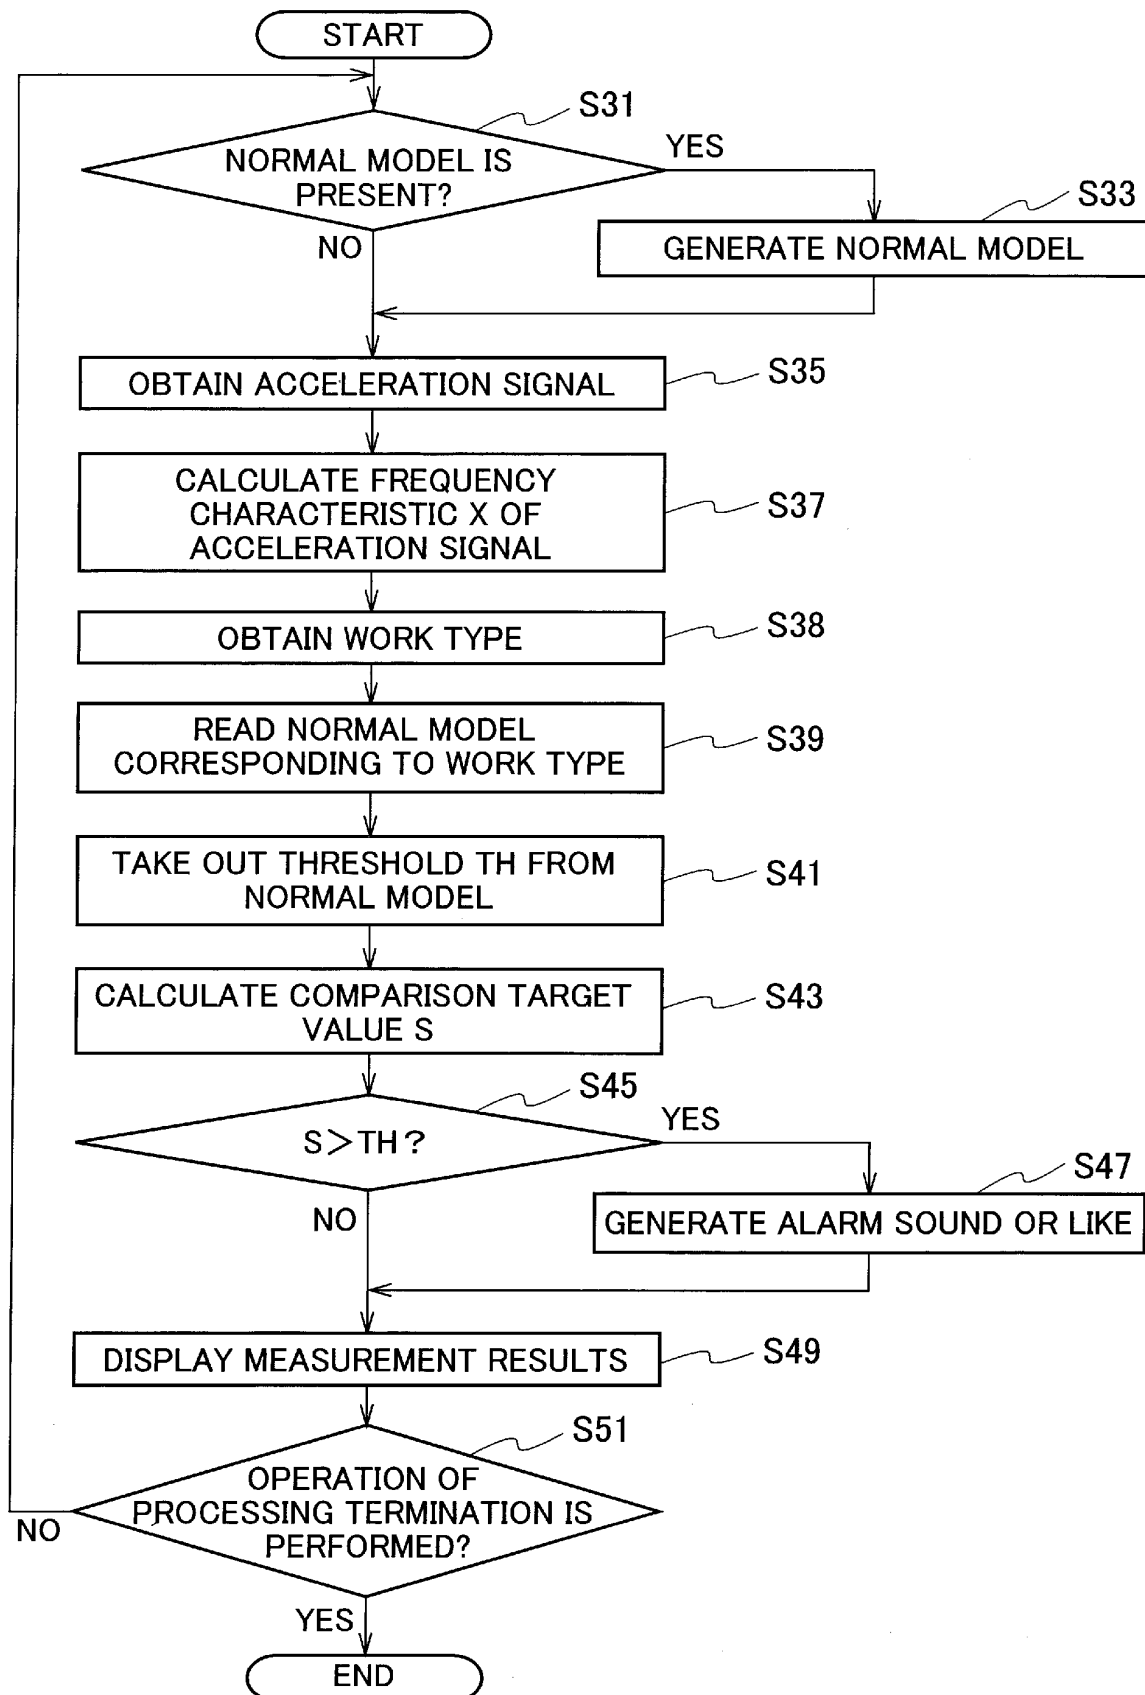 START
S31
NORMAL MODEL IS
PRESENT?
YES
NO
S33
GENERATE NORMAL MODEL
OBTAIN ACCELERATION SIGNAL
S35
CALCULATE FREQUENCY
CHARACTERISTIC X OF
ACCELERATION SIGNAL
S37
OBTAIN WORK TYPE
S38
READ NORMAL MODEL
CORRESPONDING TO WORK TYPE
S39
TAKE OUT THRESHOLD TH FROM
NORMAL MODEL
S41
CALCULATE COMPARISON TARGET
VALUE S
S43
S45
S>TH?
YES
NO
S47
GENERATE ALARM SOUND OR LIKE
DISPLAY MEASUREMENT RESULTS
S49
S51
OPERATION OF
PROCESSING TERMINATION IS
PERFORMED?
NO
YES
END